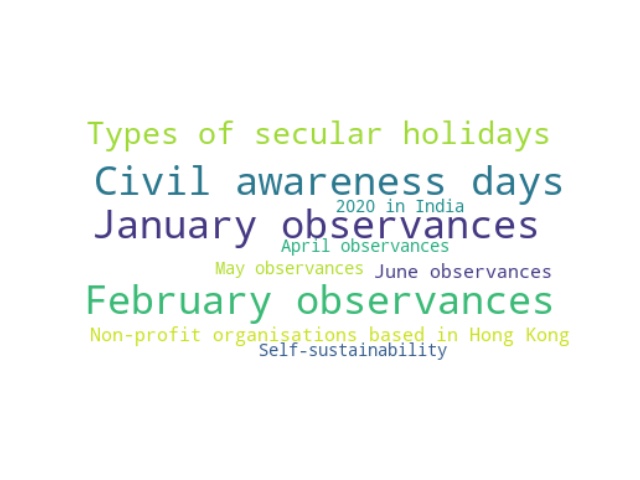 Types of secular holidays
Civil awareness days
2020 in India
January observances
April observances
May observances
June observances
February observances
Non-profit organisations based in Hong Kong
Self-sustainability